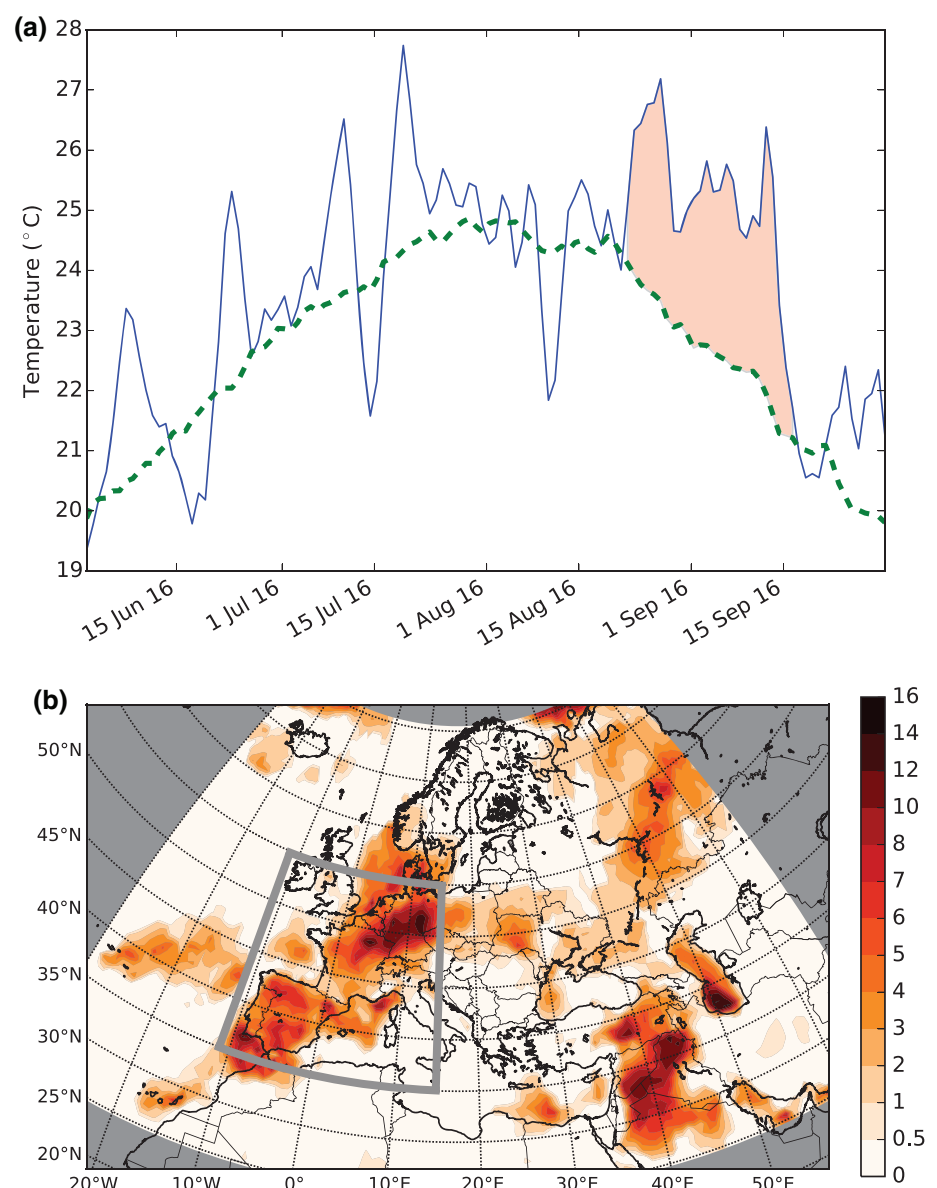 (a)
28
27
26
25
24
23
22
21
20
19
Temperature (°C)
15 Jun 16
1 Jul 16
15 Jul 16
1 Aug 16
15 Aug 16
1 Sep 16
15 Sep 16
(b)
50°N
45°N
40°N
35°N
30°N
25°N
20°N
20°W
10°W
0°
10°E
20°E
30°E
40°E
50°E
16
14
12
10
8
7
6
5
4
3
2
1
0.5
0